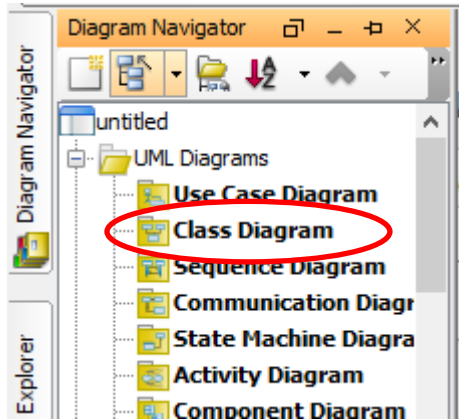 Diagram Navigator
Diagram Navigator
untitled
UML Diagrams
Use Case Diagram
Class Diagram
Sequence Diagram
Communication Diagr
State Machine Diagra
Activity Diagram
Component Diagram
Explorer